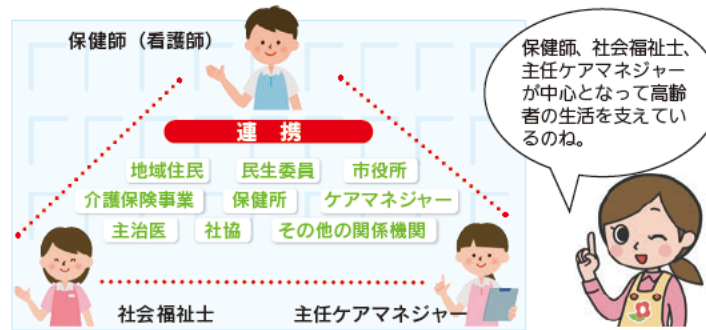 保健師（看護師）
連携
地域住民
民生委員
市役所
介護保険事業
保健所
ケアマネジャー
主治医
社協
その他の関係機関
社会福祉士
主任ケアマネジャー
保健師、社会福祉士、
主任ケアマネジャー
が中心となって高齢
者の生活を支えてい
るのね。